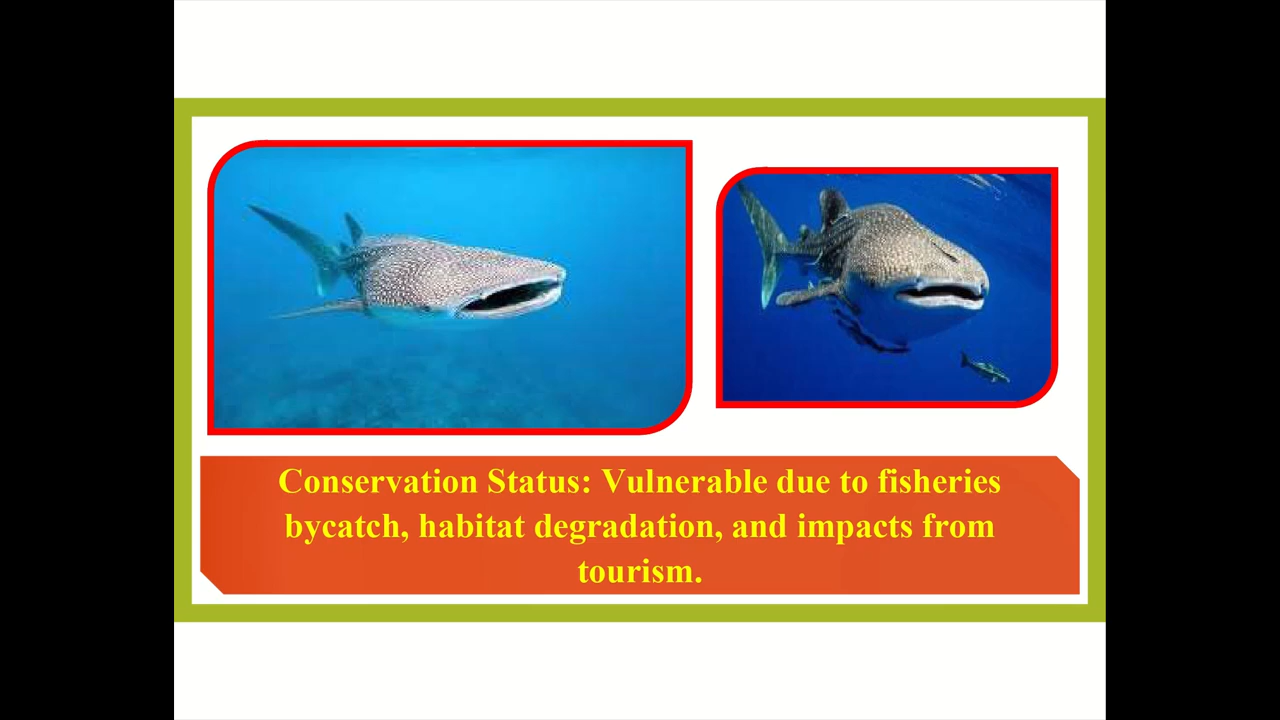 Conservation Status: Vulnerable due to fisheries
bycatch, habitat degradation, and impacts from
tourism.